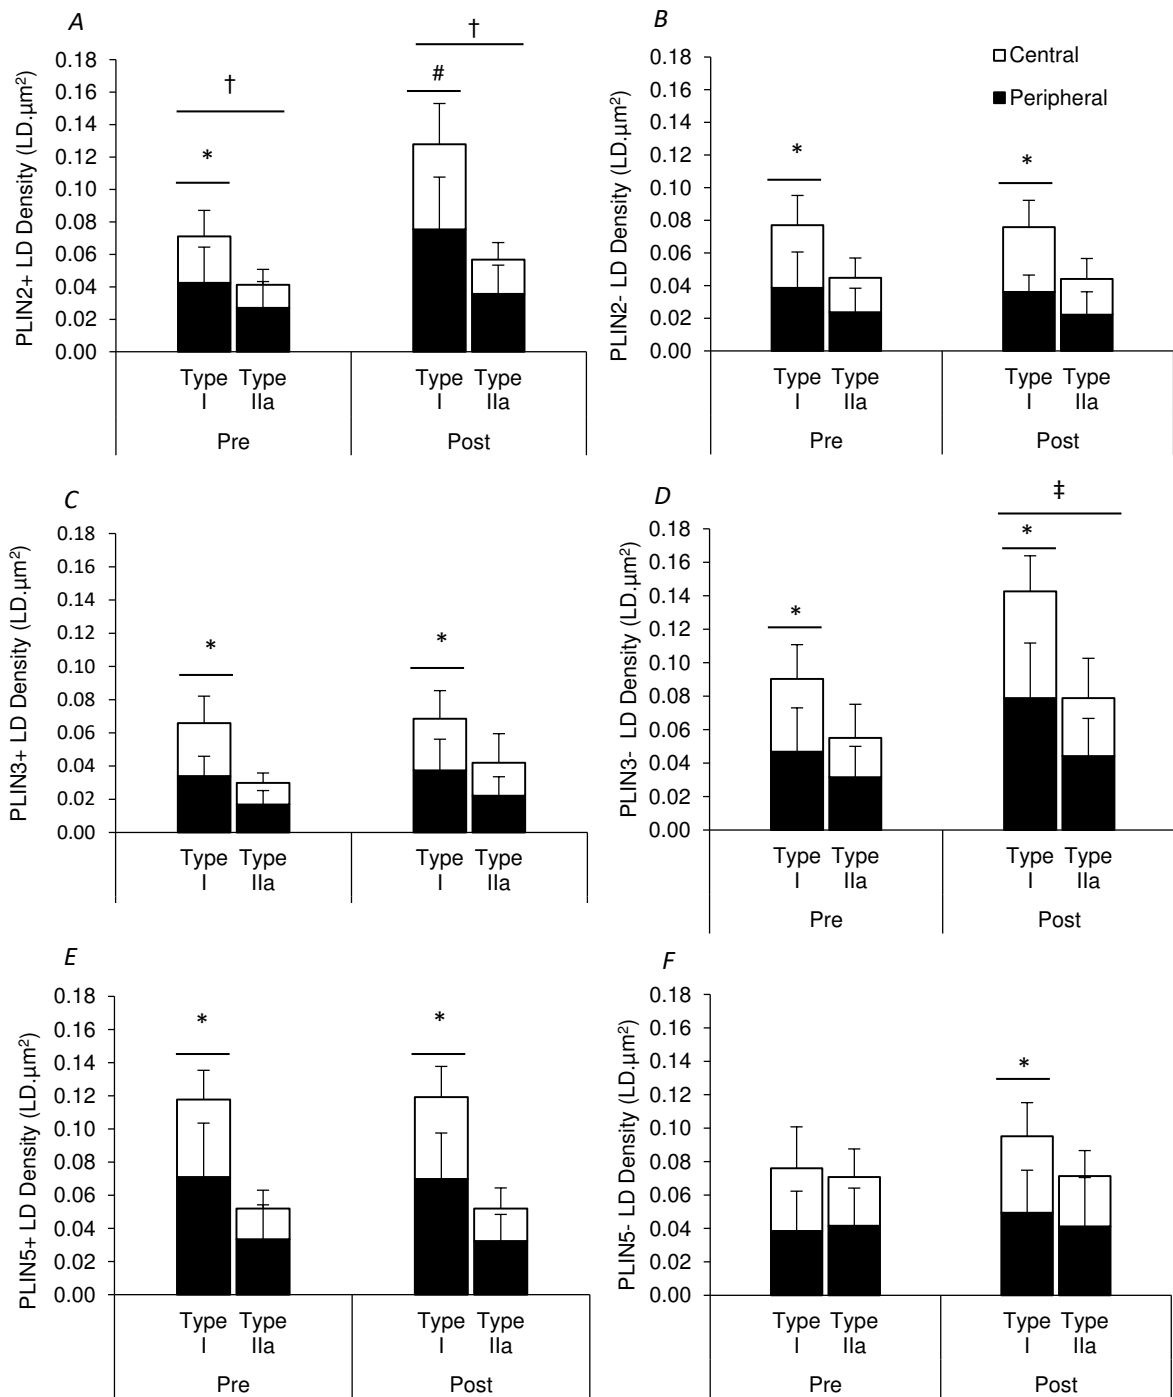 A
PLIN2+ LD Density (LD.µm²)
0.18
0.16
0.14
0.12
0.10
0.08
0.06
0.04
0.02
0.00
†
*
†
#
Type I
Type IIa
Type I
Type IIa
Pre
Post
B
PLIN2- LD Density (LD.µm²)
0.18
0.16
0.14
0.12
0.10
0.08
0.06
0.04
0.02
0.00
Central
Peripheral
*
*
Type I
Type IIa
Type I
Type IIa
Pre
Post
C
PLIN3+ LD Density (LD.µm²)
0.18
0.16
0.14
0.12
0.10
0.08
0.06
0.04
0.02
0.00
*
*
Type I
Type IIa
Type I
Type IIa
D
PLIN3- LD Density (LD.µm²)
0.18
0.16
0.14
0.12
0.10
0.08
0.06
0.04
0.02
0.00
*
‡
*
Type I
Type IIa
Type I
Type IIa
Pre
Post
E
PLIN5+ LD Density (LD.µm²)
0.18
0.16
0.14
0.12
0.10
0.08
0.06
0.04
0.02
0.00
*
*
Type I
Type IIa
Type I
Type IIa
Pre
Post
F
PLIN5- LD Density (LD.µm²)
0.18
0.16
0.14
0.12
0.10
0.08
0.06
0.04
0.02
0.00
*
Type I
Type IIa
Type I
Type IIa
Pre
Post